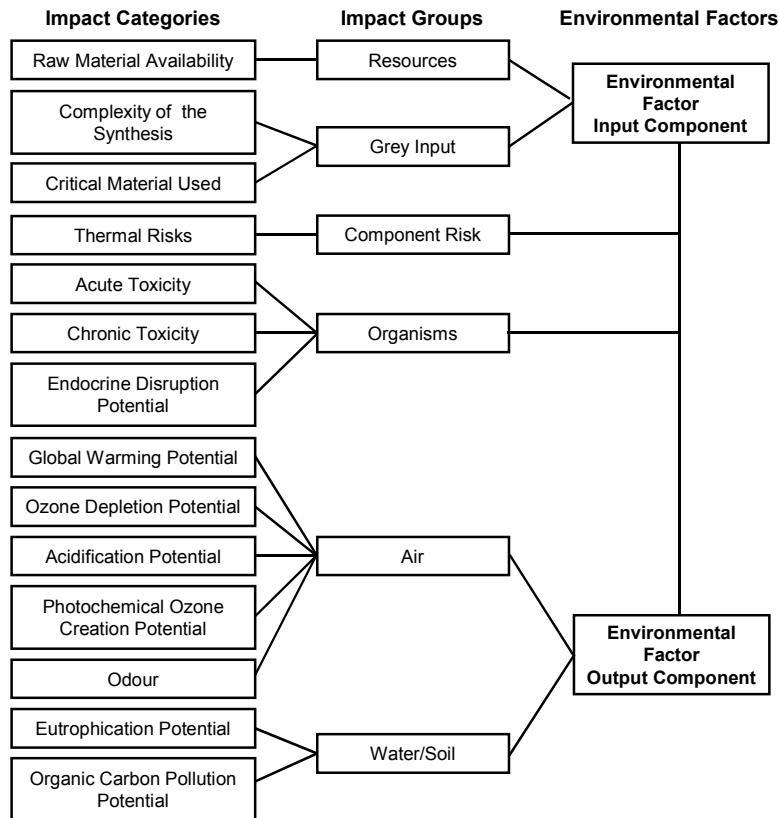 Impact Categories
Impact Groups
Environmental Factors
Raw Material Availability
Resources
Environmental
Factor
Input Component
Complexity of the
Synthesis
Grey Input
Critical Material Used
Thermal Risks
Component Risk
Acute Toxicity
Chronic Toxicity
Organisms
Endocrine Disruption
Potential
Global Warming Potential
Ozone Depletion Potential
Acidification Potential
Air
Photochemical Ozone
Creation Potential
Environmental
Factor
Output Component
Odour
Eutrophication Potential
Water/Soil
Organic Carbon Pollution
Potential